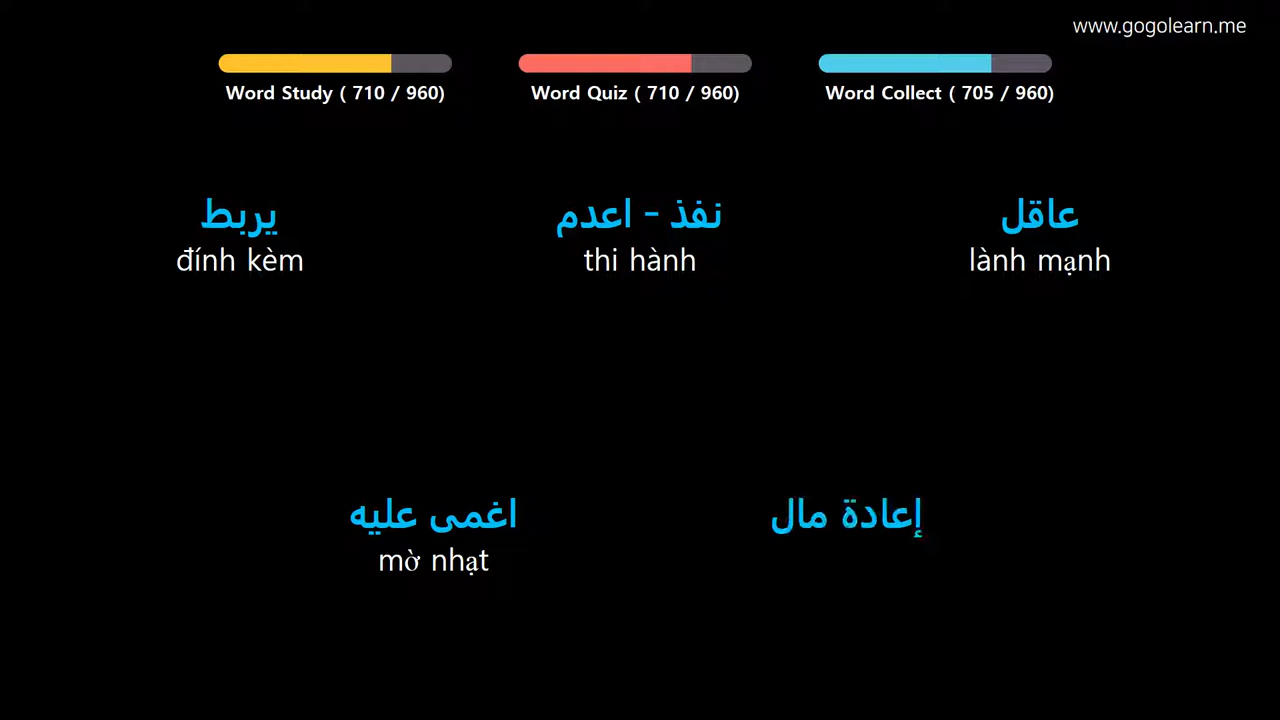 www.gogolearn.me
Word Study ( 710 / 960)
Word Quiz ( 710 / 960)
Word Collect ( 705 / 960)
يربط
đính kèm
نفذ - اعدم
thi hành
عاقل
lành mạnh
اغمى عليه
mờ nhạt
إعادة مال